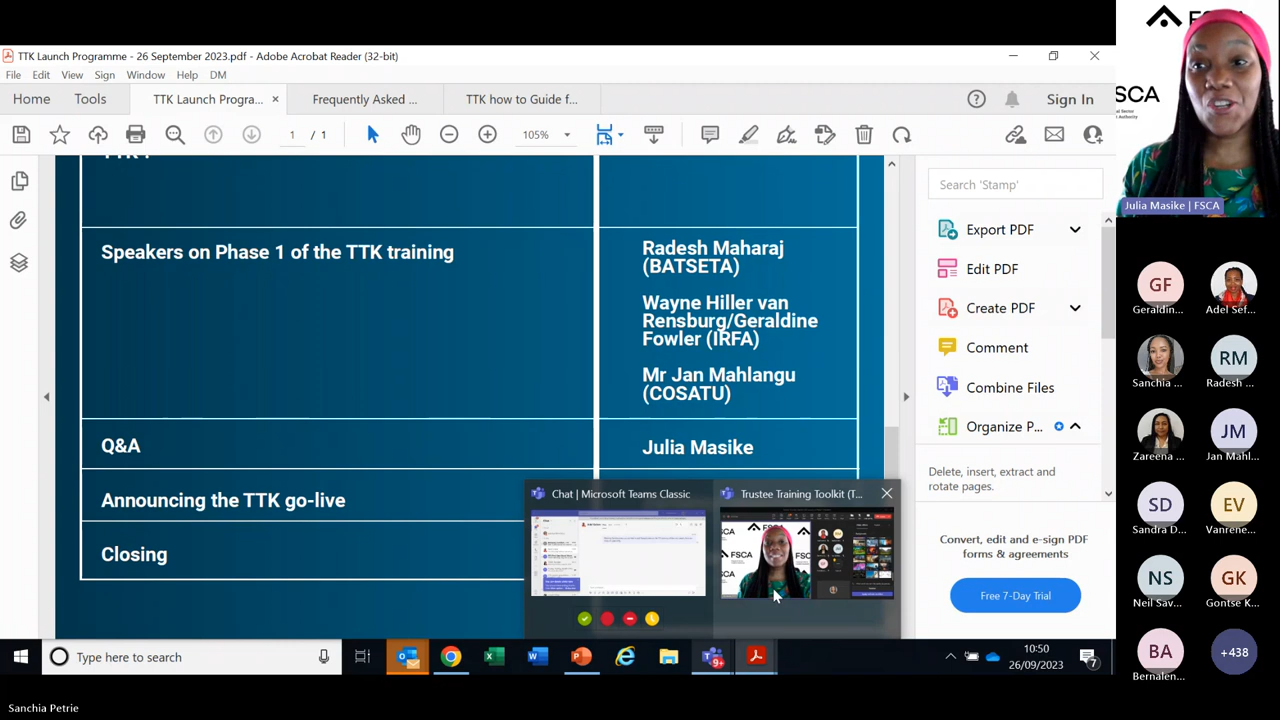 TTK Launch Programme - 26 September 2023.pdf - Adobe Acrobat Reader (32-bit)
File Edit View Sign Window Help DM
Home Tools TTK Launch Progra... × Frequently Asked ... TTK how to Guide f... Sign In
1 / 1 105%
Speakers on Phase 1 of the TTK training
Radesh Maharaj
(BATSETA)
Wayne Hiller van
Rensburg/Geraldine
Fowler (IRFA)
Mr Jan Mahlangu
(COSATU)
Q&A
Julia Masike
Announcing the TTK go-live
Closing
Search 'Stamp'
Export PDF
Edit PDF
Create PDF
Comment
Combine Files
Organize P...
Delete, insert, extract and
rotate pages.
Convert, edit and e-sign PDF
forms & agreements
Free 7-Day Trial
Chat | Microsoft Teams Classic
Trustee Training Toolkit (T...
FSCA
Type here to search
9+
10:50
26/09/2023
7
Julia Masike | FSCA
GF
Geraldin...
Adel Sef...
Sanchia ...
RM
Radesh ...
Zareena ...
JM
Jan Mahl...
SD
Sandra D...
EV
Vanrene...
NS
Neil Sav...
GK
Gontse K...
BA
Bernalen...
+438
Sanchia Petrie